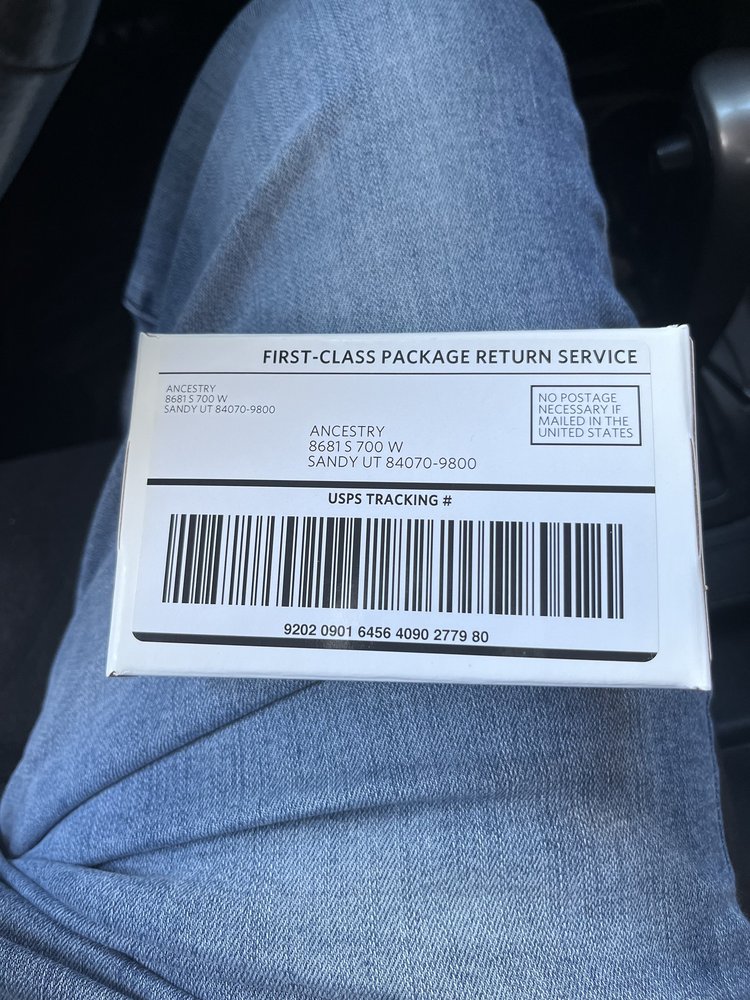 FIRST-CLASS PACKAGE RETURN SERVICE
ANCESTRY
8681 S 700 W
SANDY UT 84070-9800
NO POSTAGE
NECESSARY IF
MAILED IN THE
UNITED STATES
ANCESTRY
8681 S 700 W
SANDY UT 84070-9800
USPS TRACKING #
9202 0901 6456 4090 2779 80